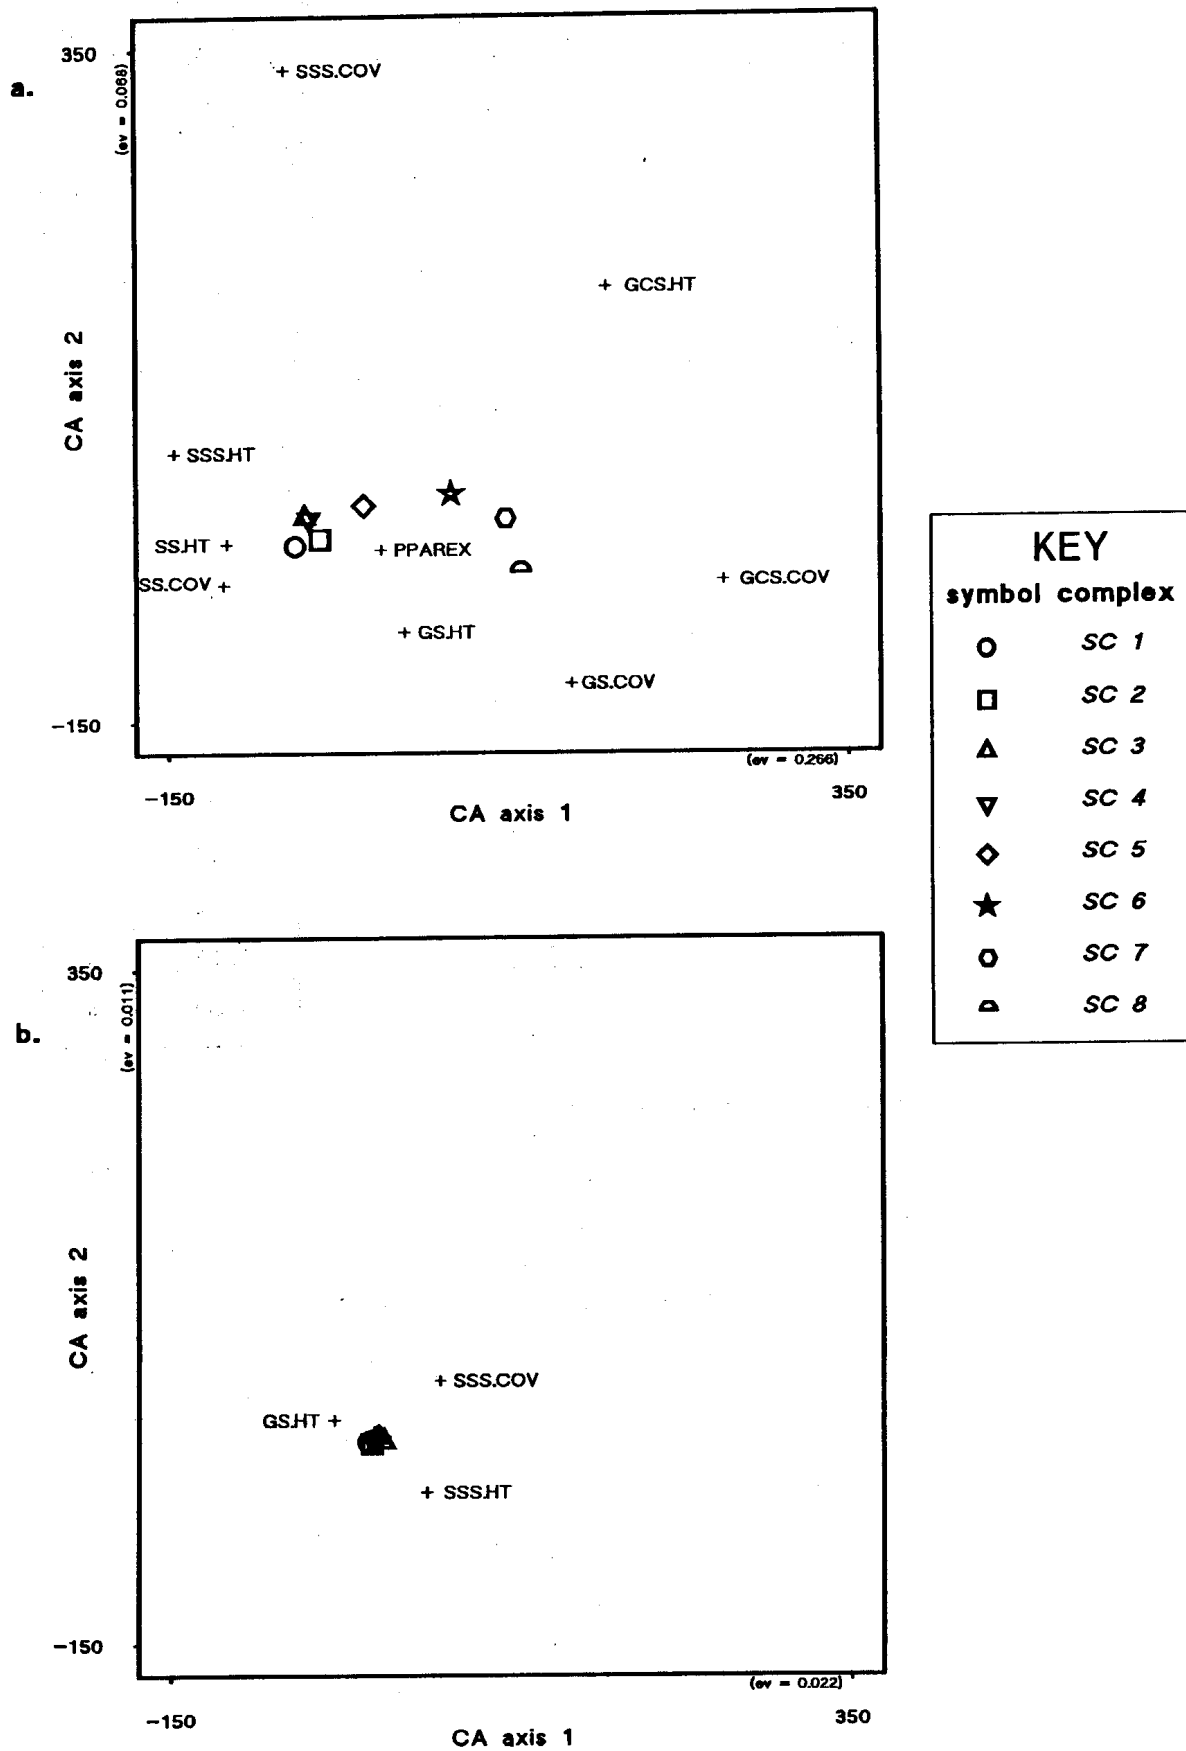 a.
350
(ev = 0.068)
+ SSS.COV
+ GCS.HT
CA axis 2
+ SSS.HT
SS.HT +
+ PPAREX
SS.COV +
+ GCS.COV
+ GS.HT
+ GS.COV
-150
(ev = 0.266)
-150
350
CA axis 1
KEY
symbol complex
SC 1
SC 2
SC 3
SC 4
SC 5
SC 6
SC 7
SC 8
b.
350
(ev = 0.011)
CA axis 2
+ SSS.COV
GS.HT +
+ SSS.HT
-150
(ev = 0.022)
-150
350
CA axis 1